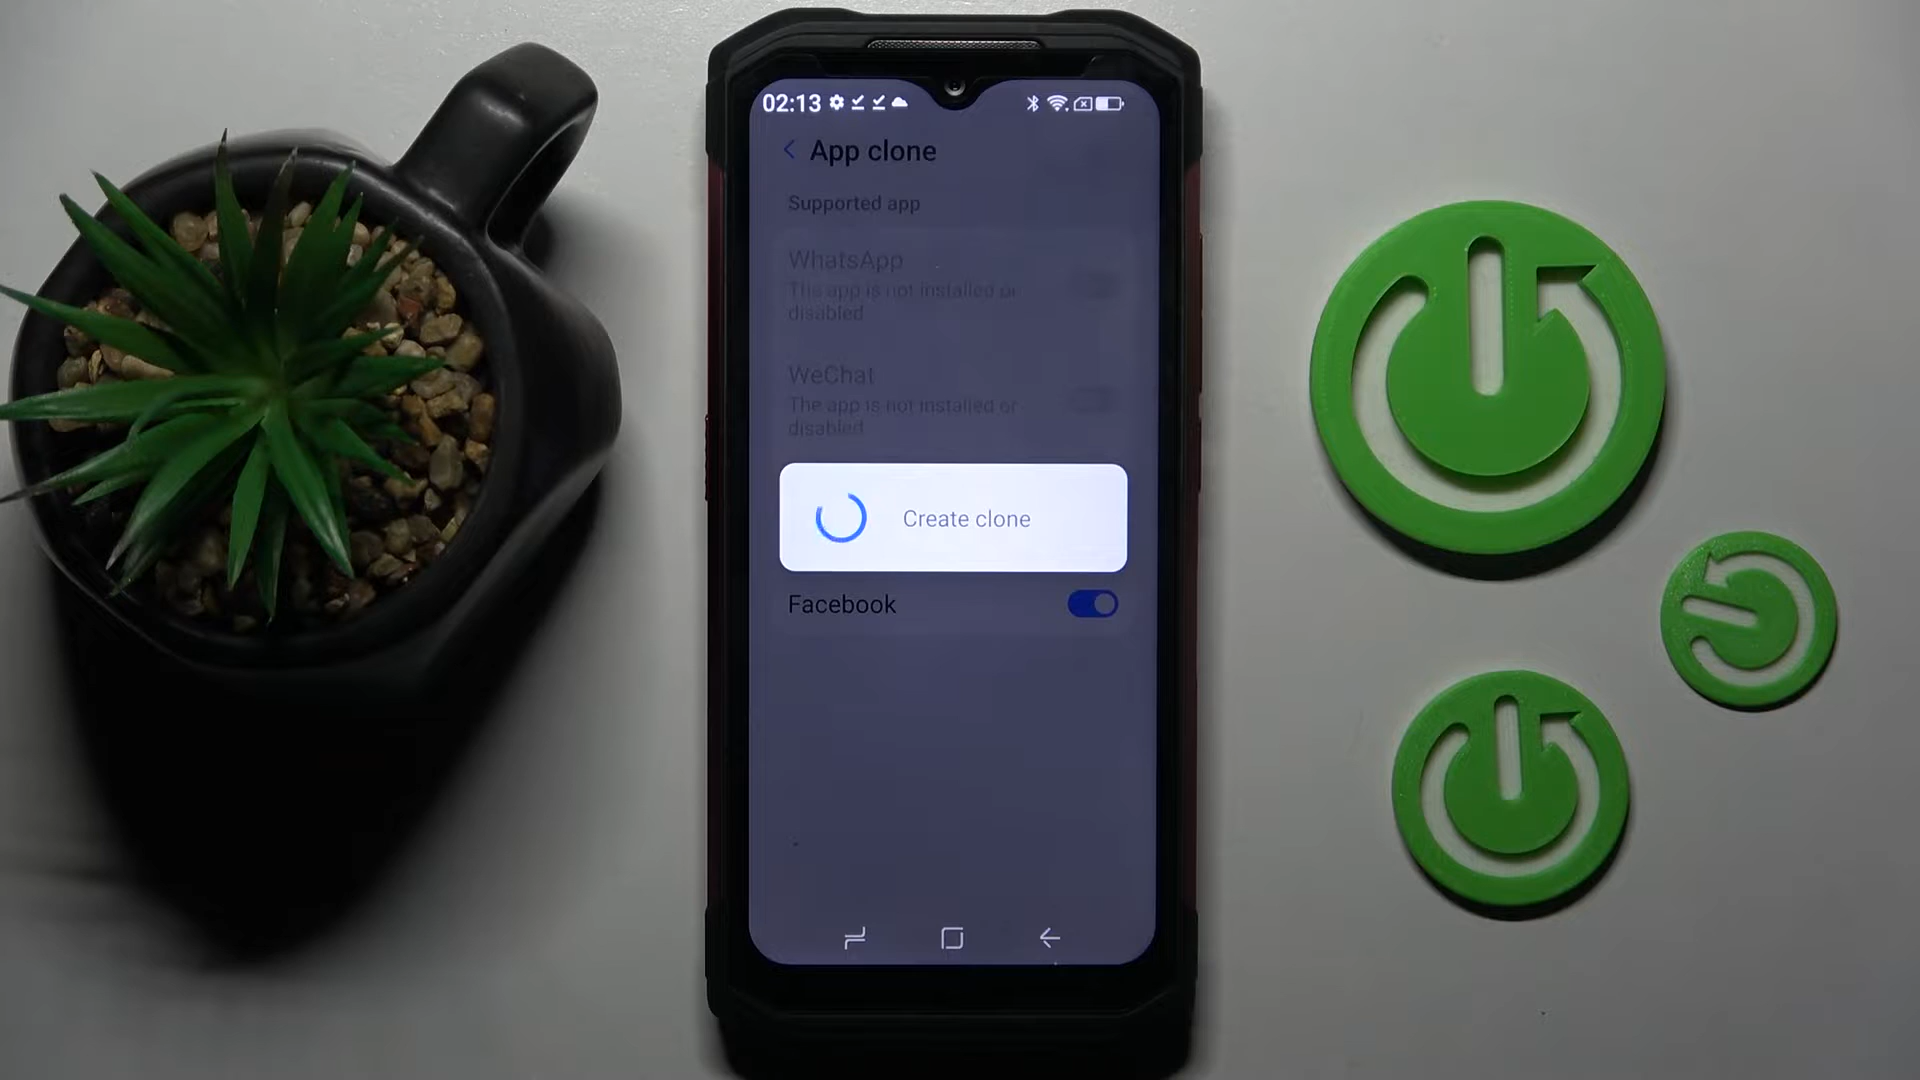 02:13
App clone
Supported app
WhatsApp
The app is not installed or
disabled
WeChat
The app is not installed or
disabled
Create clone
Facebook